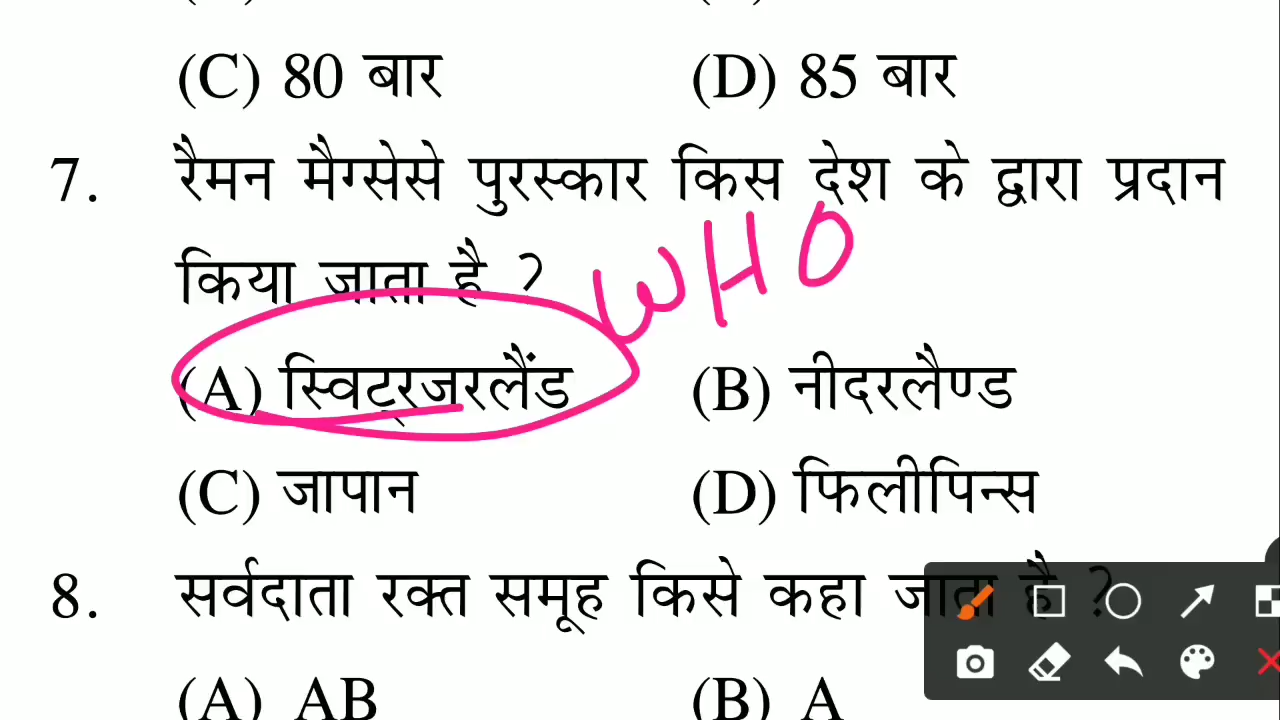 (C) 80 बार (D) 85 बार
7. रैमन मैग्सेसे पुरस्कार किस देश के द्वारा प्रदान
किया जाता है ?
WHO
(A) स्विट्रजरलैंड (B) नीदरलैण्ड
(C) जापान (D) फिलीपिन्स
8. सर्वदाता रक्त समूह किसे कहा जाता है ?
(A) AB (B) A